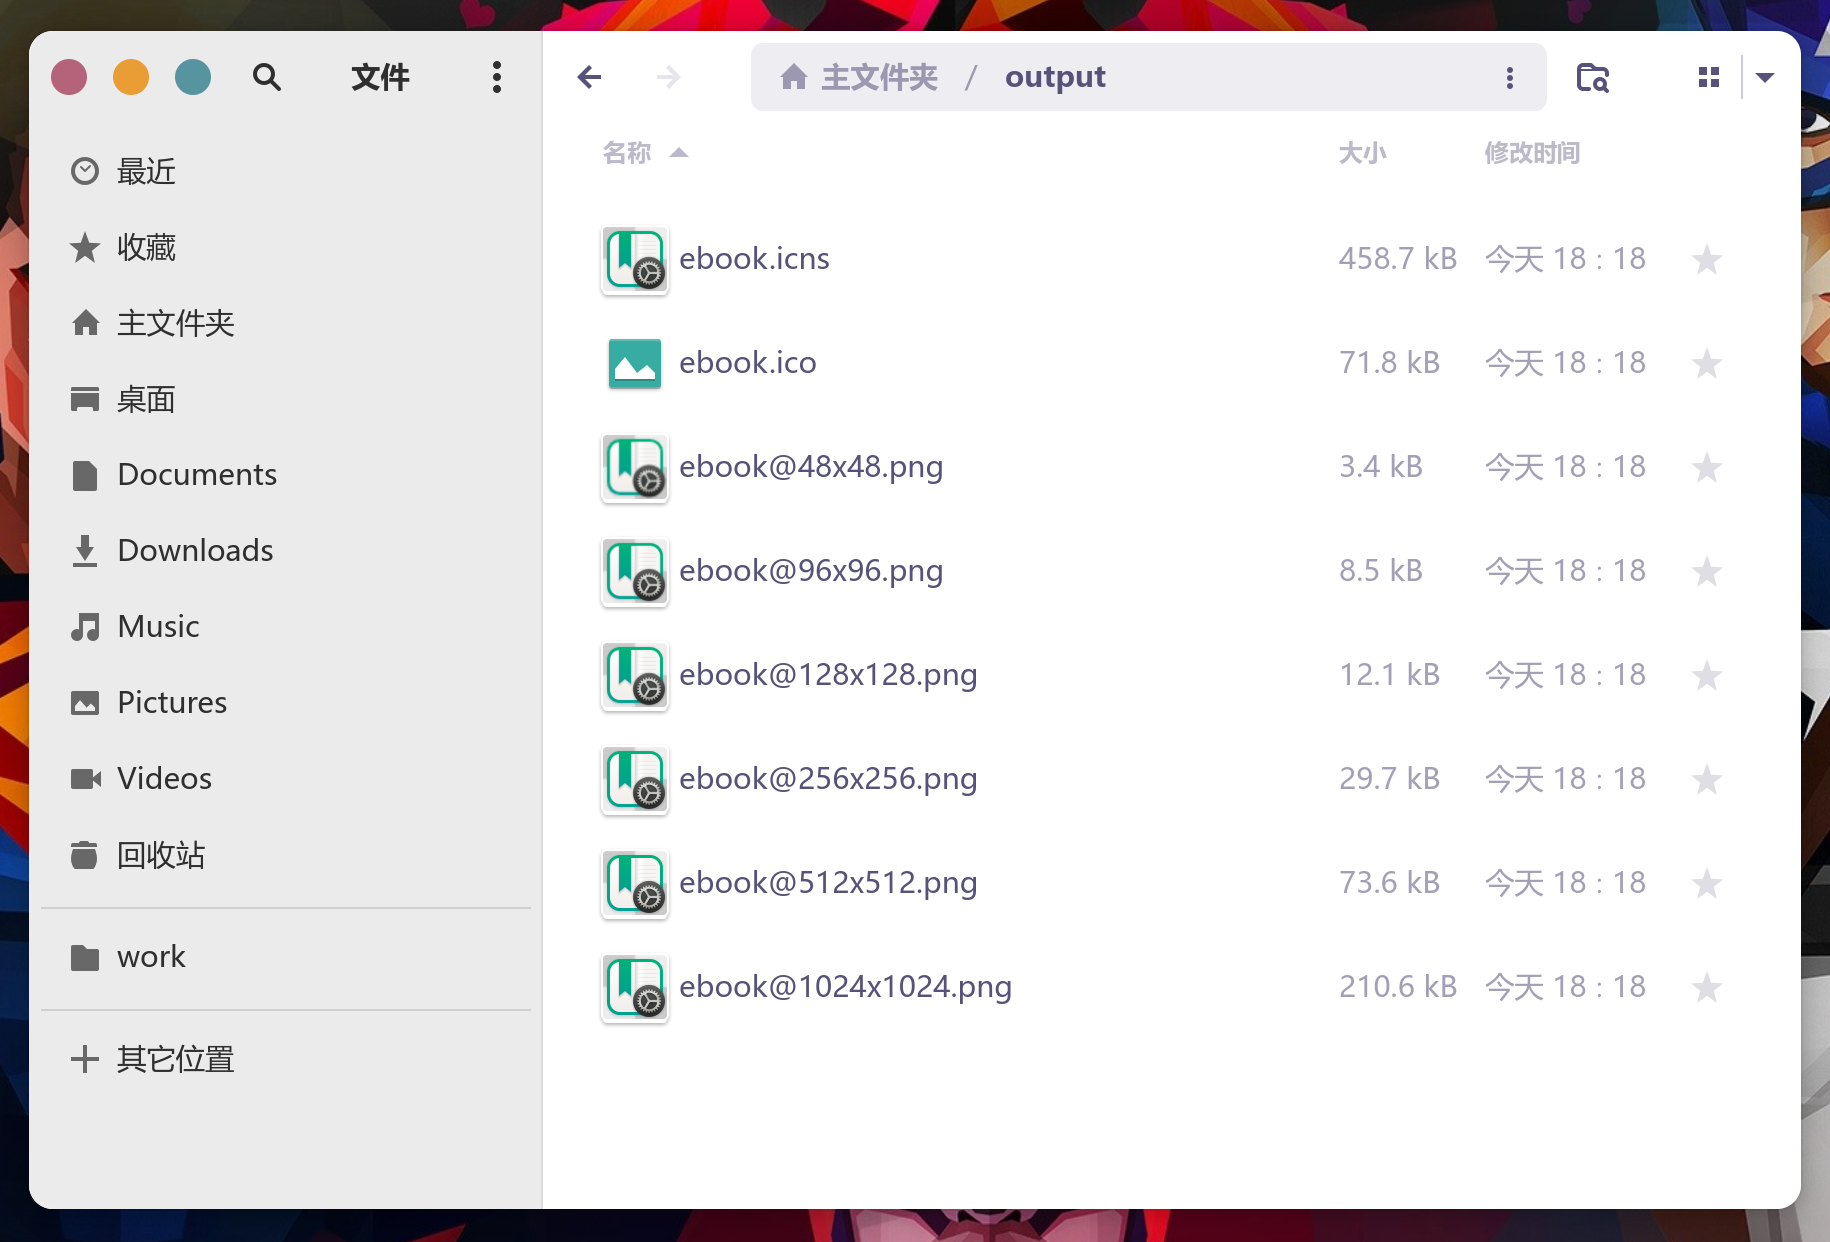 文件
最近
收藏
主文件夹
桌面
Documents
Downloads
Music
Pictures
Videos
回收站
work
其它位置
主文件夹 / output
名称 大小 修改时间
ebook.icns 458.7 kB 今天 18：18
ebook.ico 71.8 kB 今天 18：18
ebook@48x48.png 3.4 kB 今天 18：18
ebook@96x96.png 8.5 kB 今天 18：18
ebook@128x128.png 12.1 kB 今天 18：18
ebook@256x256.png 29.7 kB 今天 18：18
ebook@512x512.png 73.6 kB 今天 18：18
ebook@1024x1024.png 210.6 kB 今天 18：18